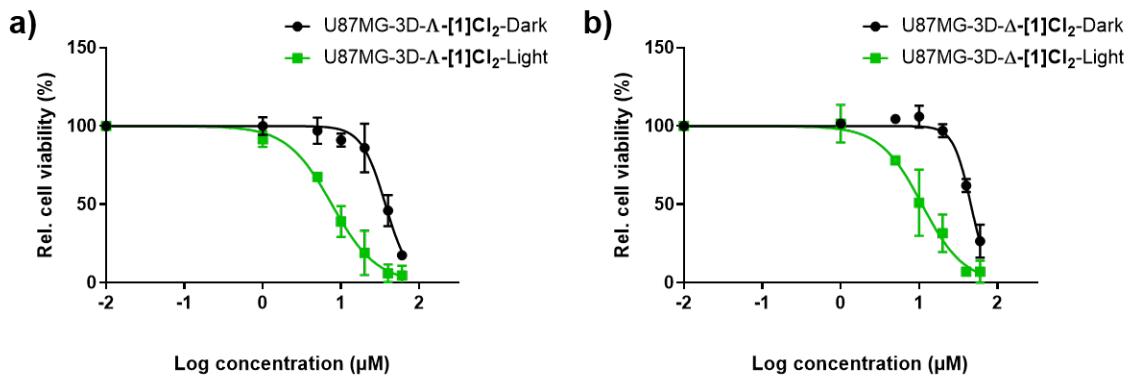 a)
U87MG-3D-Λ-[1]Cl₂-Dark
U87MG-3D-Λ-[1]Cl₂-Light
Rel. cell viability (%)
150
100
50
0
-2
-1
0
1
2
Log concentration (µM)
b)
U87MG-3D-Δ-[1]Cl₂-Dark
U87MG-3D-Δ-[1]Cl₂-Light
Rel. cell viability (%)
150
100
50
0
-2
-1
0
1
2
Log concentration (µM)